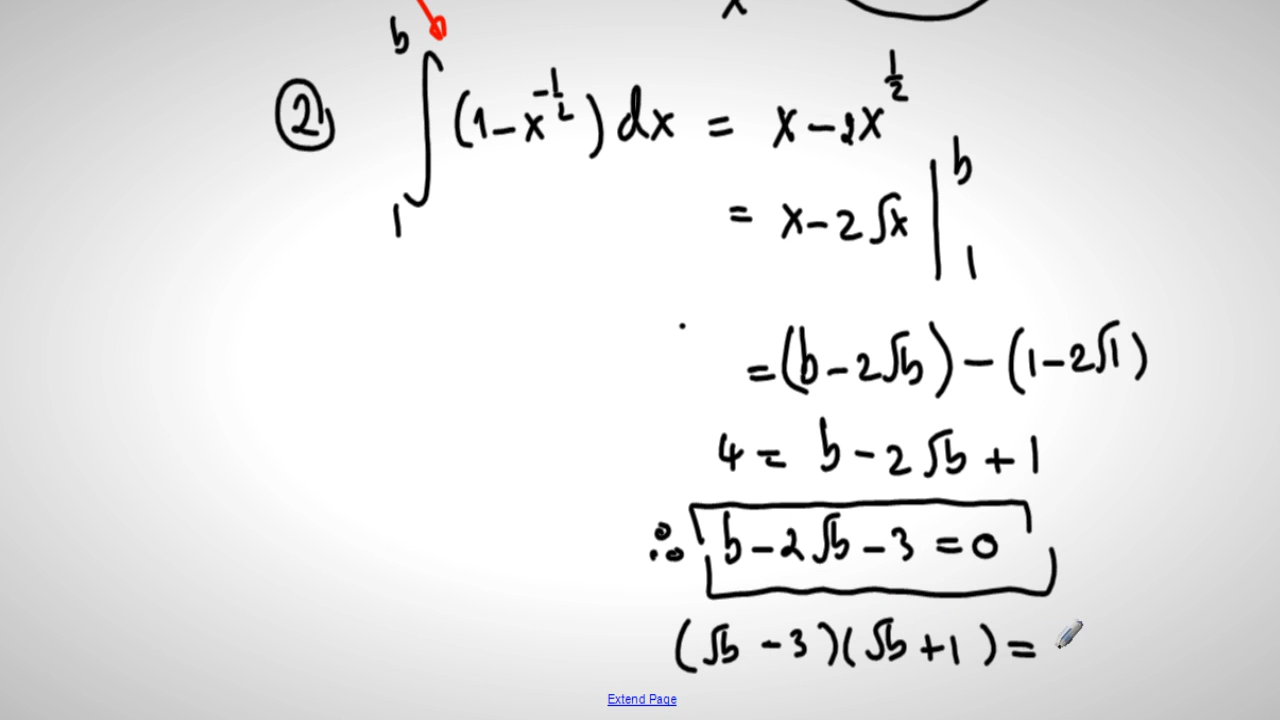 ② ∫₁ᵇ (1-x^{-1/2}) dx = x-2x^{1/2}
= x-2√x |₁ᵇ
=(b-2√b)-(1-2√1)
4= b-2√b+1
∴ b-2√b-3=0
(√b-3)(√b+1)=
Extend Page